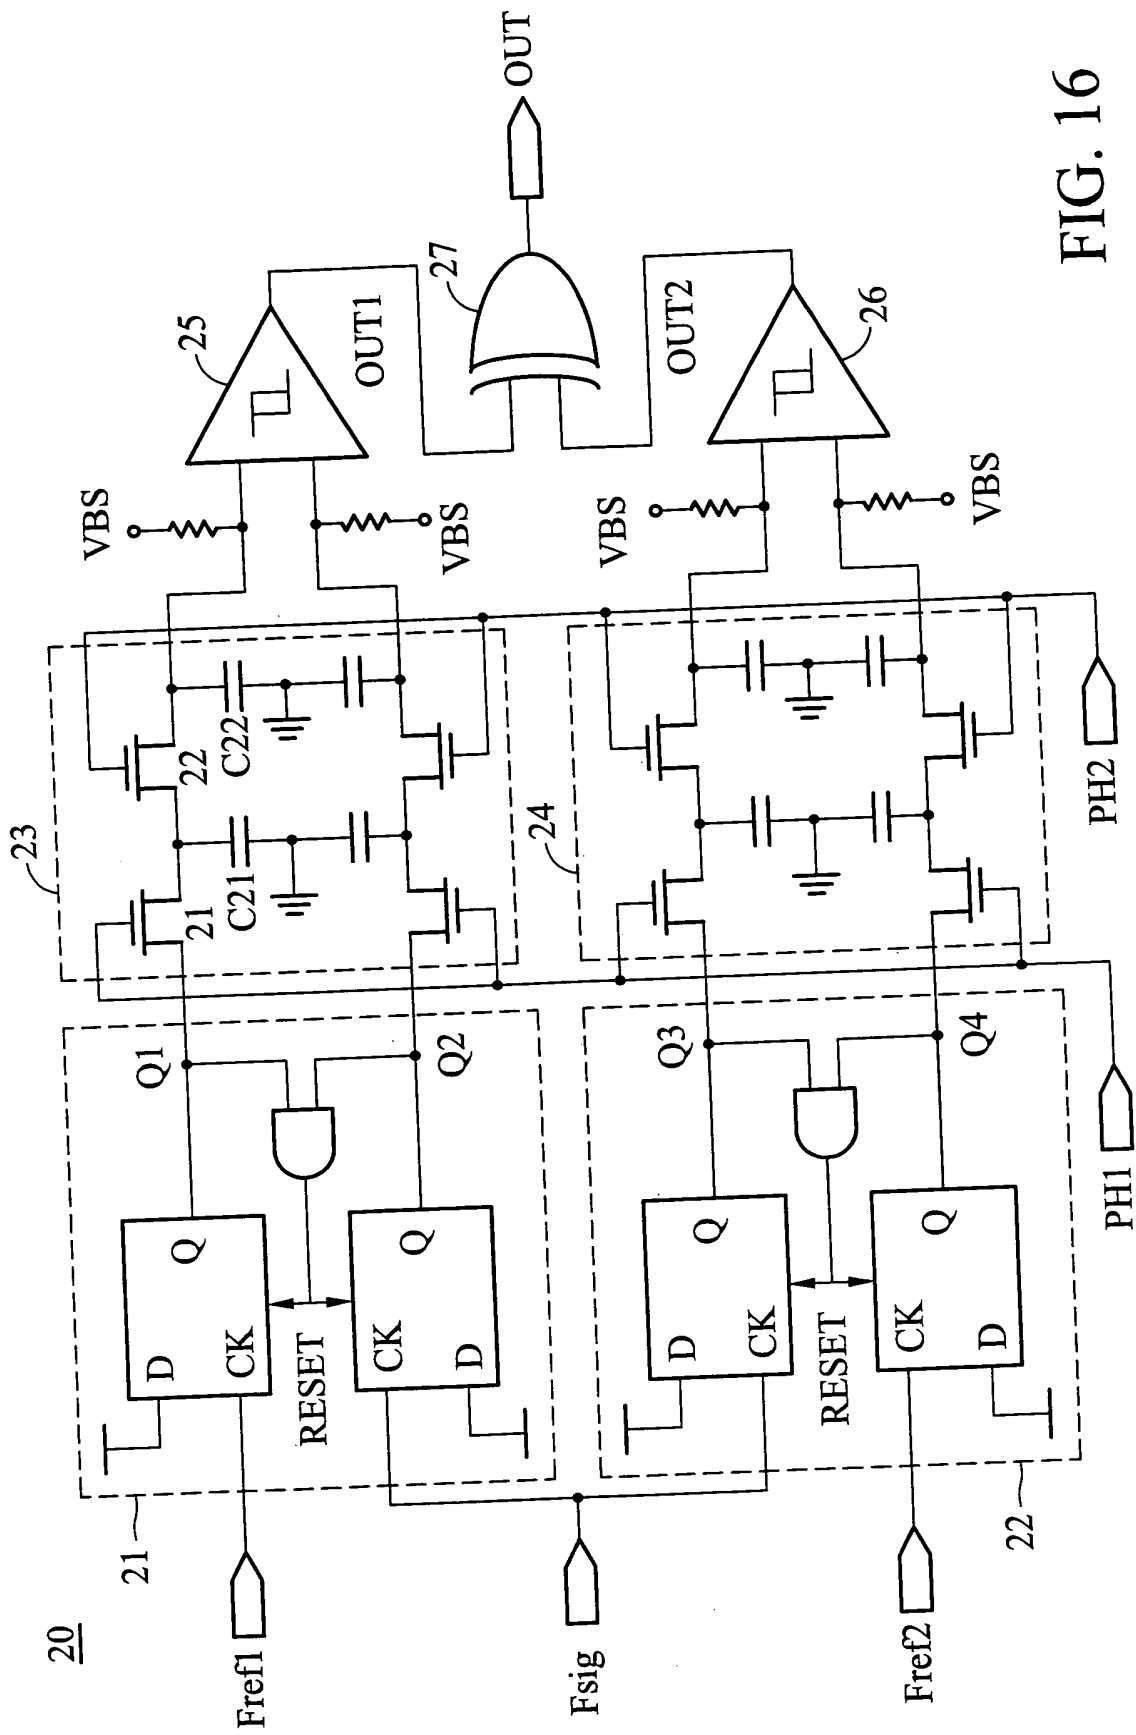 20
Fref1
Fsig
Fref2
21
22
D
CK
Q
RESET
CK
D
Q
D
CK
Q
RESET
CK
D
Q
Q1
Q2
Q3
Q4
PH1
PH2
23
24
21
22
C21
C22
VBS
VBS
VBS
VBS
25
26
OUT1
OUT2
27
OUT
FIG. 16